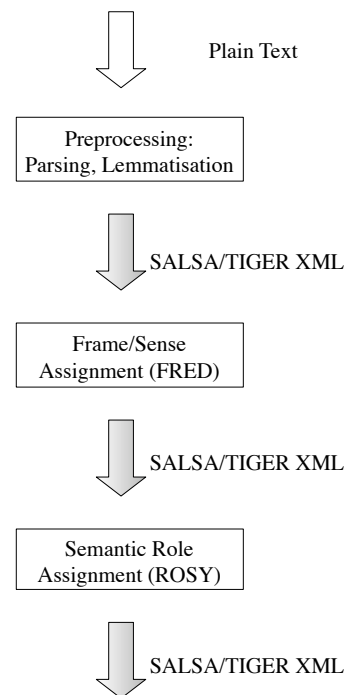 Plain Text
Preprocessing:
Parsing, Lemmatisation
SALSA/TIGER XML
Frame/Sense
Assignment (FRED)
SALSA/TIGER XML
Semantic Role
Assignment (ROSY)
SALSA/TIGER XML